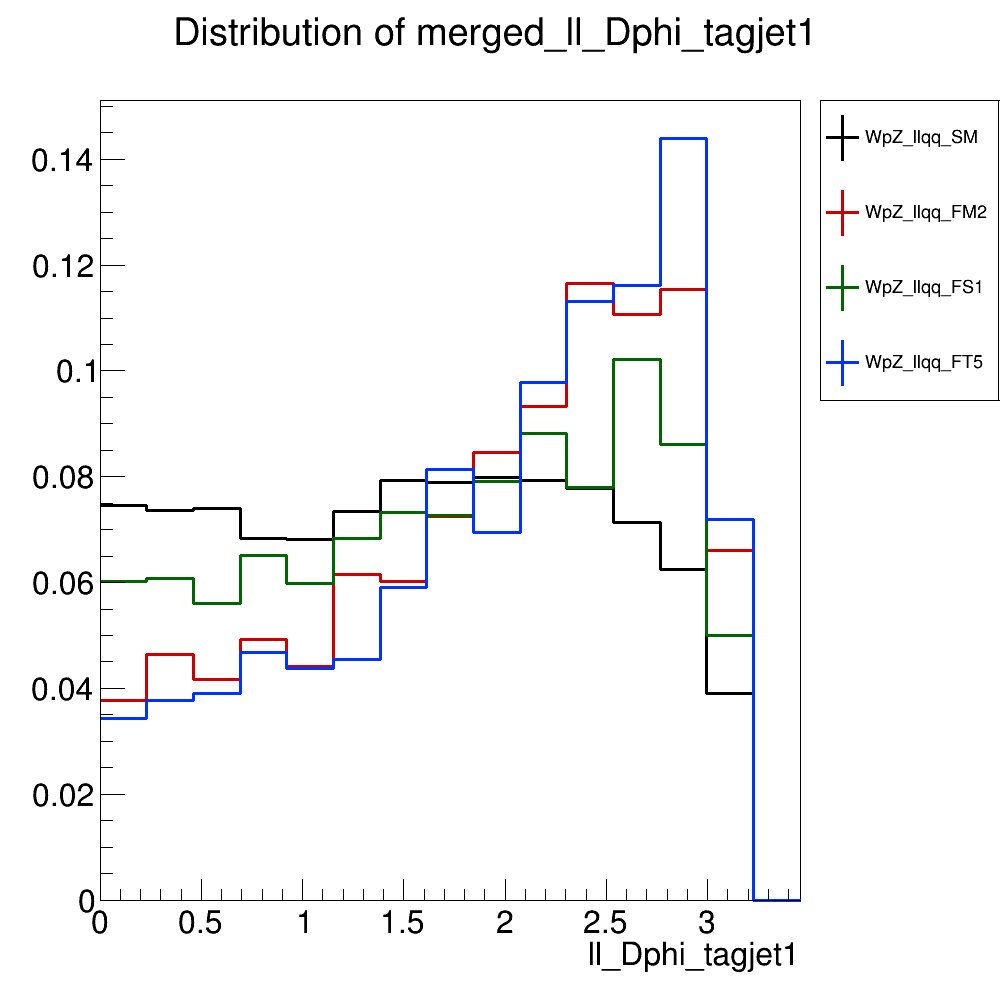 Distribution of merged_ll_Dphi_tagjet1
WpZ_llqq_SM
WpZ_llqq_FM2
WpZ_llqq_FS1
WpZ_llqq_FT5
0.14
0.12
0.1
0.08
0.06
0.04
0.02
0
0 0.5 1 1.5 2 2.5 3
ll_Dphi_tagjet1